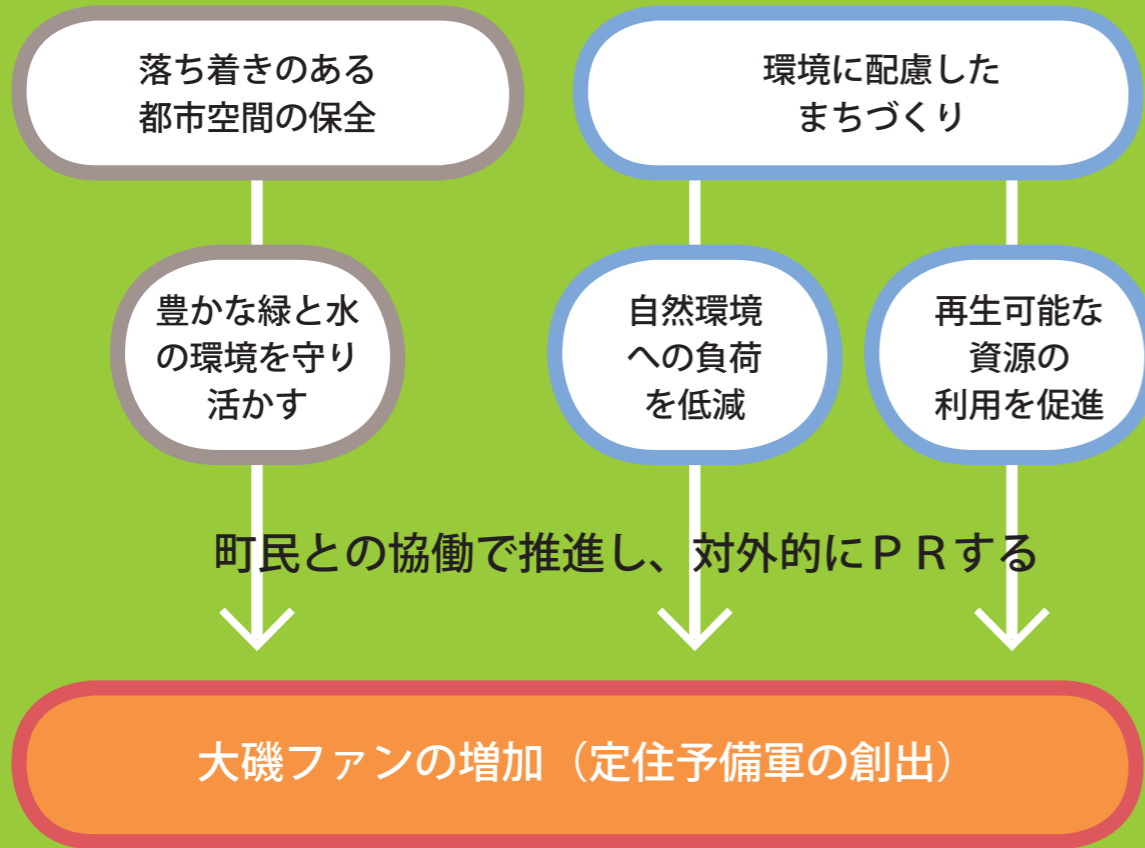 落ち着きのある
都市空間の保全
環境に配慮した
まちづくり
豊かな緑と水
の環境を守り
活かす
自然環境
への負荷
を低減
再生可能な
資源の
利用を促進
町民との協働で推進し、対外的にＰＲする
大磯ファンの増加（定住予備軍の創出）